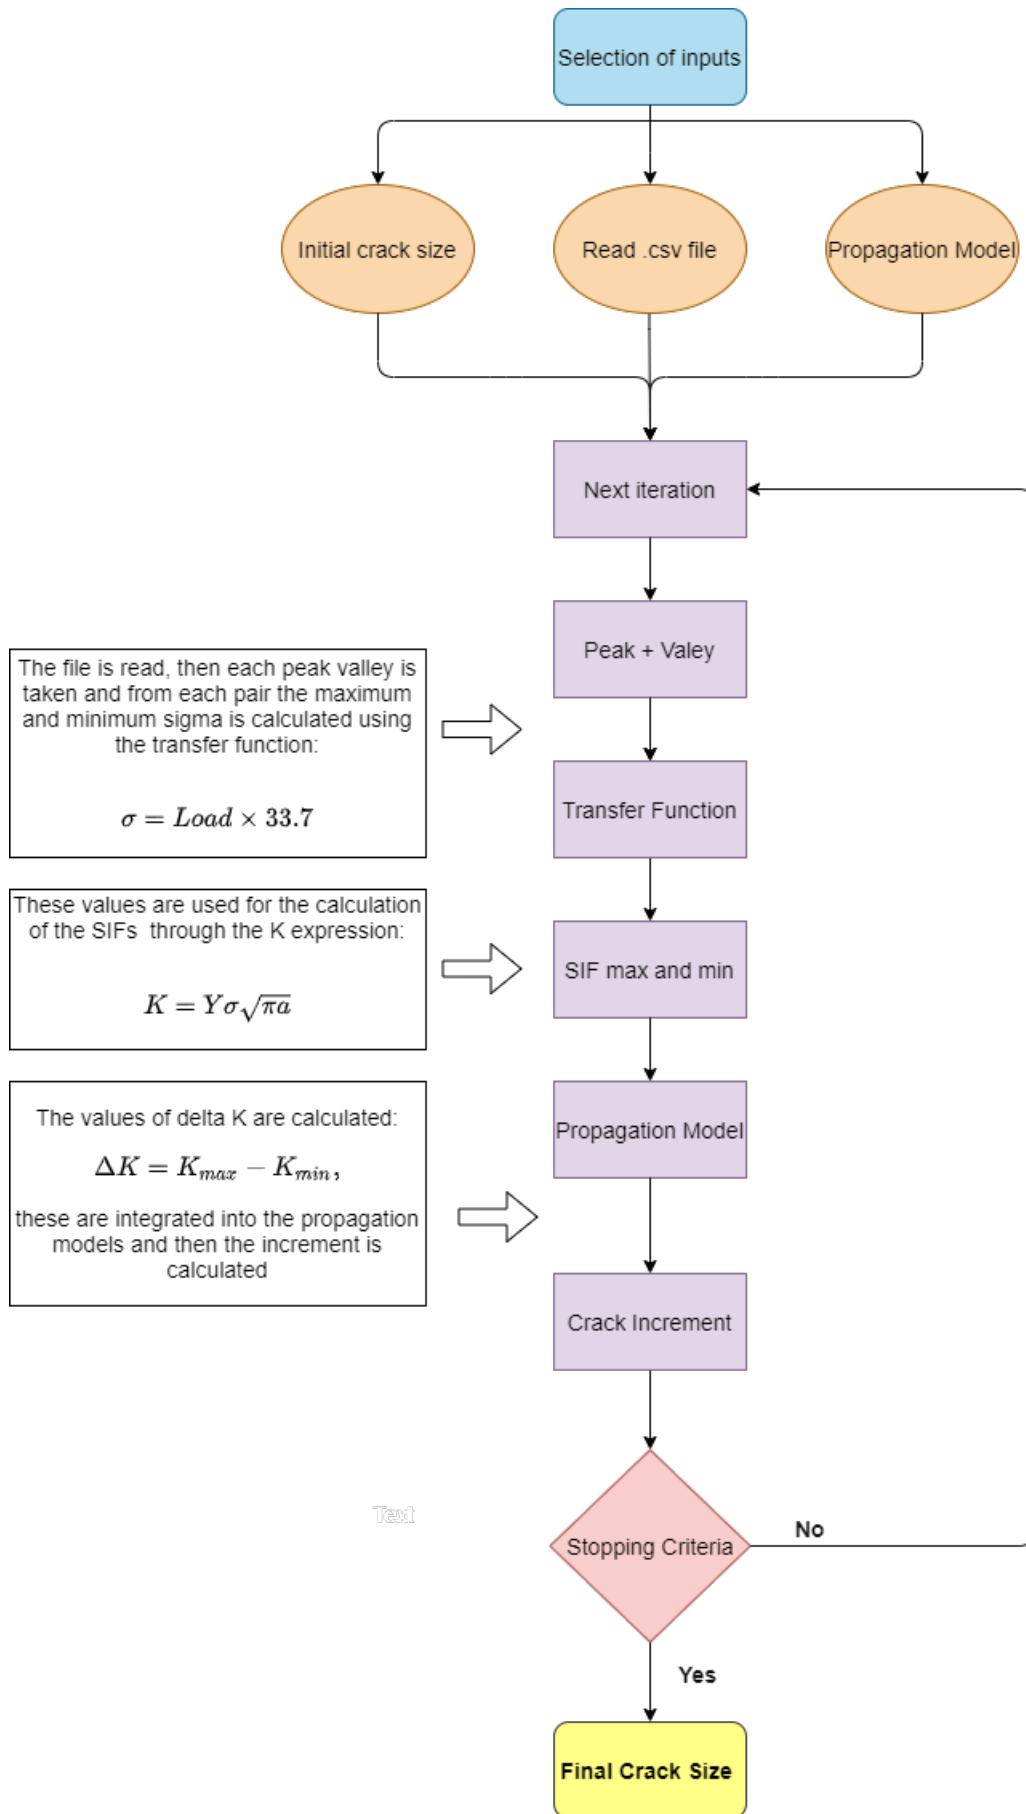 Selection of inputs
Initial crack size
Read .csv file
Propagation Model
Next iteration
Peak + Valey
The file is read, then each peak valley is
taken and from each pair the maximum
and minimum sigma is calculated using
the transfer function:
σ = Load × 33.7
Transfer Function
These values are used for the calculation
of the SIFs through the K expression:
K = Yσ√πa
SIF max and min
The values of delta K are calculated:
ΔK = Kmax − Kmin,
these are integrated into the propagation
models and then the increment is
calculated
Propagation Model
Crack Increment
Text
Stopping Criteria
No
Yes
Final Crack Size